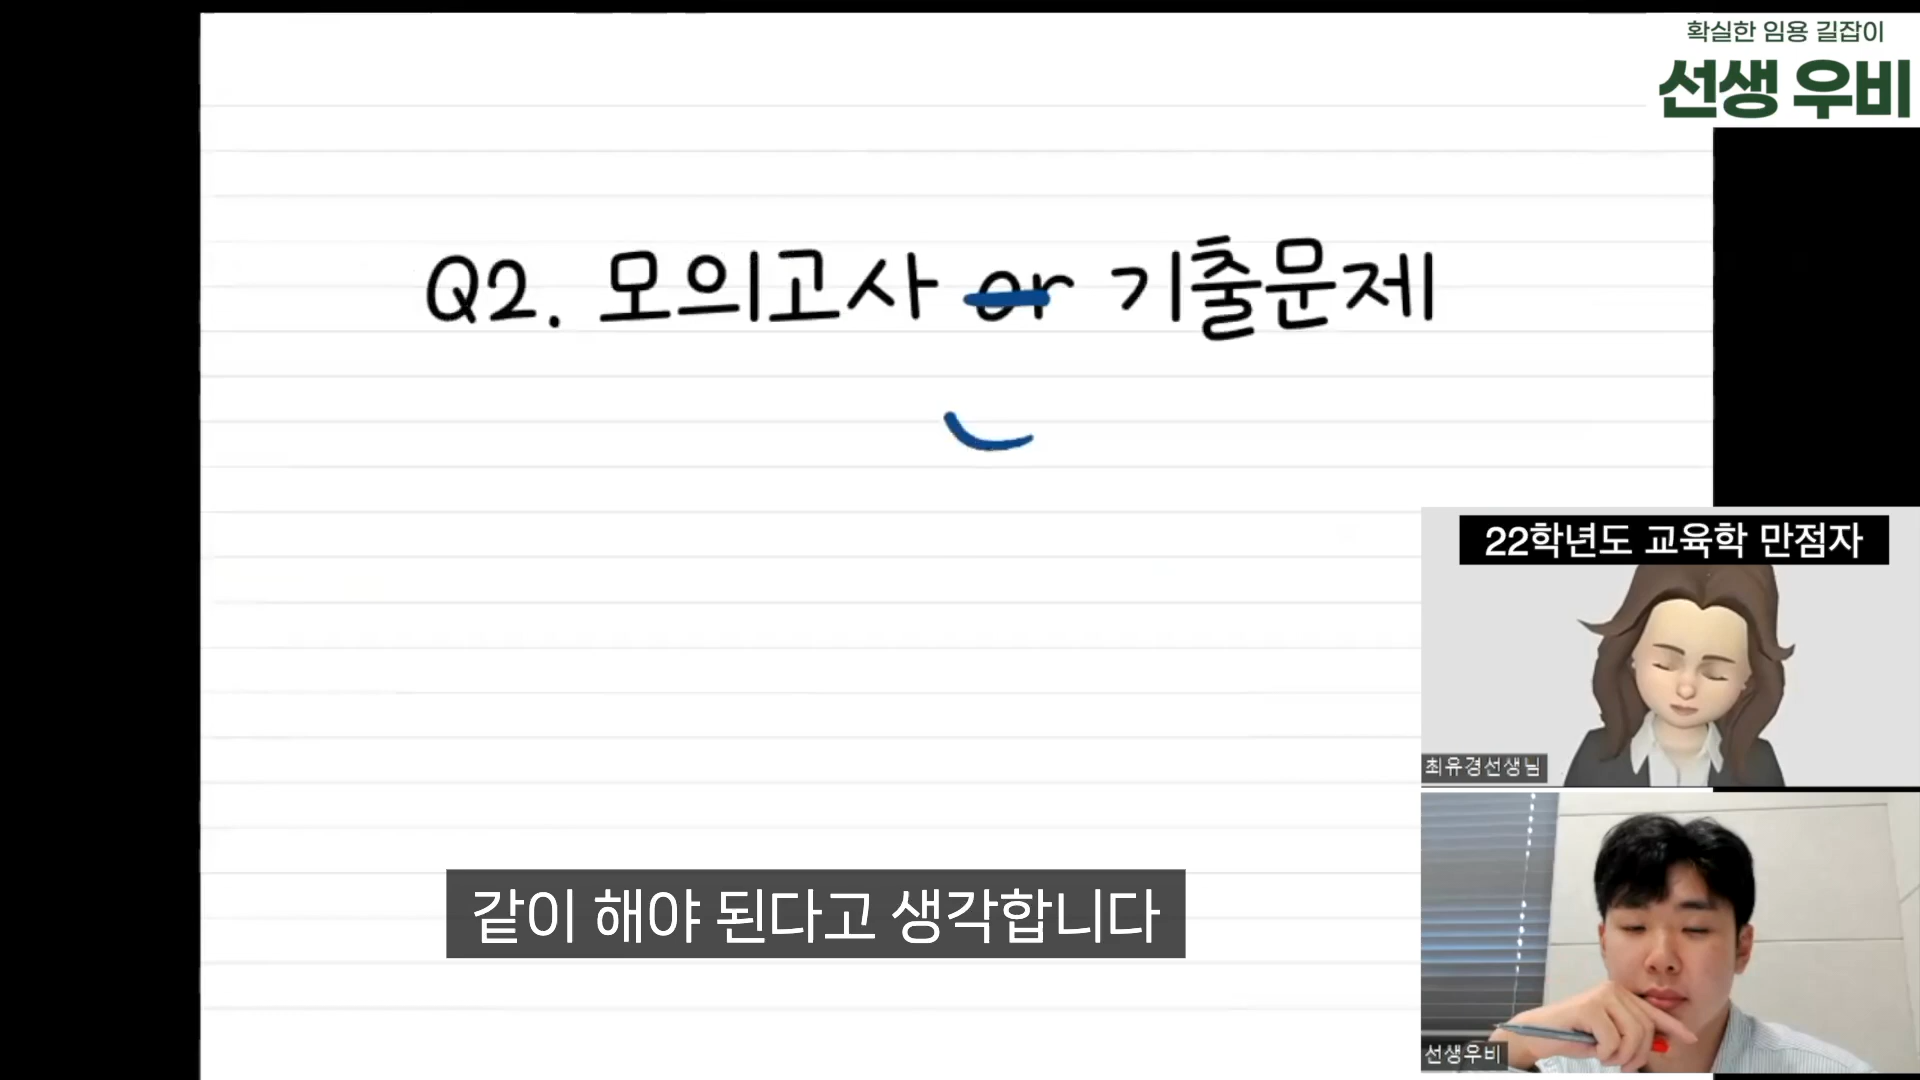 확실한 임용 길잡이
선생 우비
Q2. 모의고사 or 기출문제
22학년도 교육학 만점자
최유경선생님
같이 해야 된다고 생각합니다
선생우비